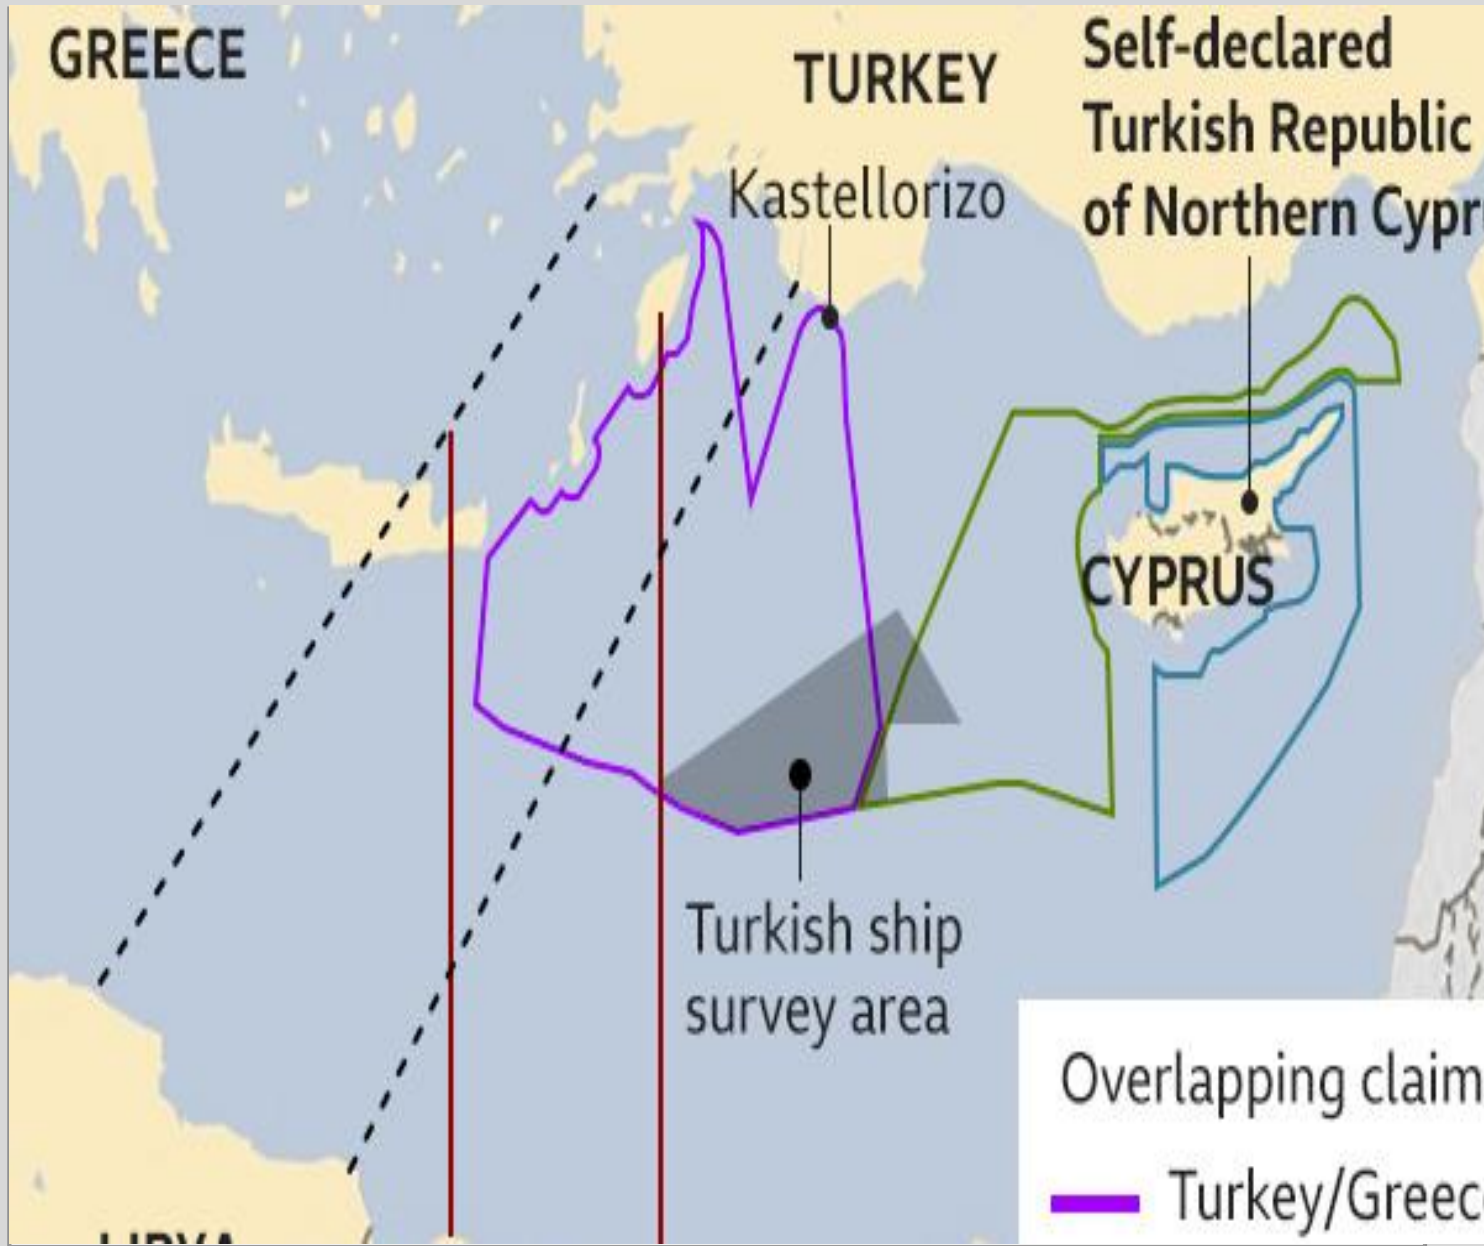 GREECE
TURKEY
Self-declared
Turkish Republic
of Northern Cypr
Kastellorizo
CYPRUS
Turkish ship
survey area
Overlapping claim
Turkey/Greec
LIBYA